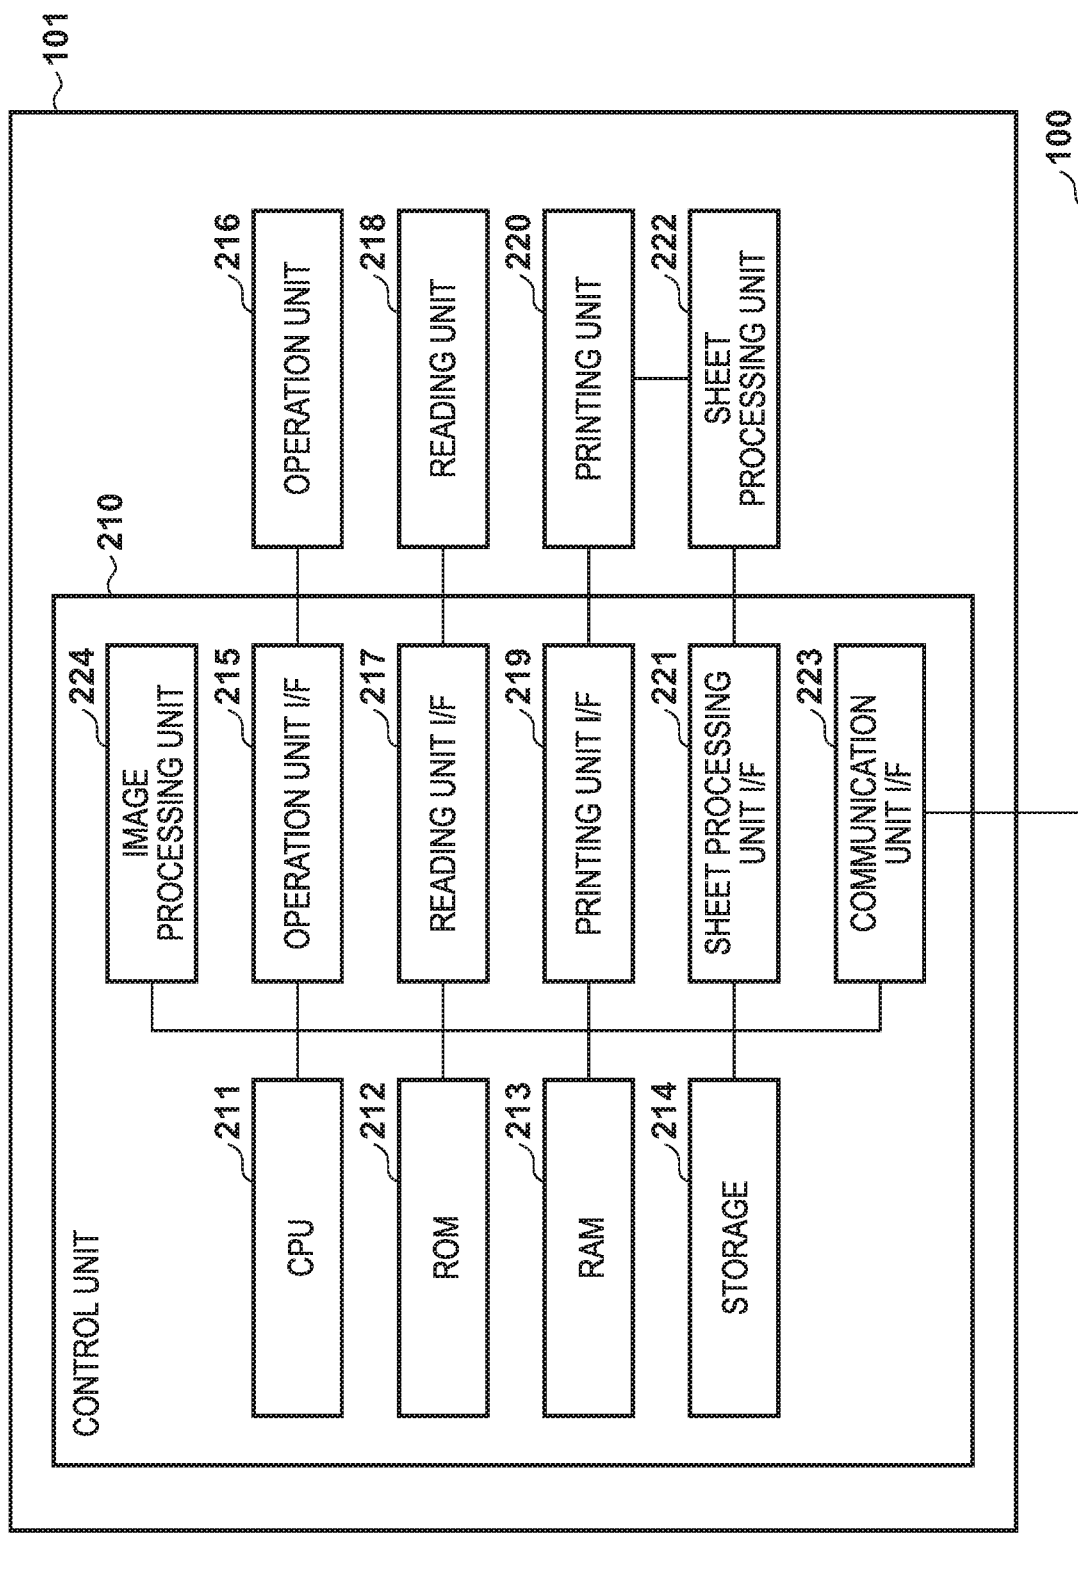 101
CONTROL UNIT
210
224
IMAGE
PROCESSING UNIT
211
CPU
215
OPERATION UNIT I/F
216
OPERATION UNIT
212
ROM
217
READING UNIT I/F
218
READING UNIT
213
RAM
219
PRINTING UNIT I/F
220
PRINTING UNIT
214
STORAGE
221
SHEET PROCESSING
UNIT I/F
222
SHEET
PROCESSING UNIT
223
COMMUNICATION
UNIT I/F
100